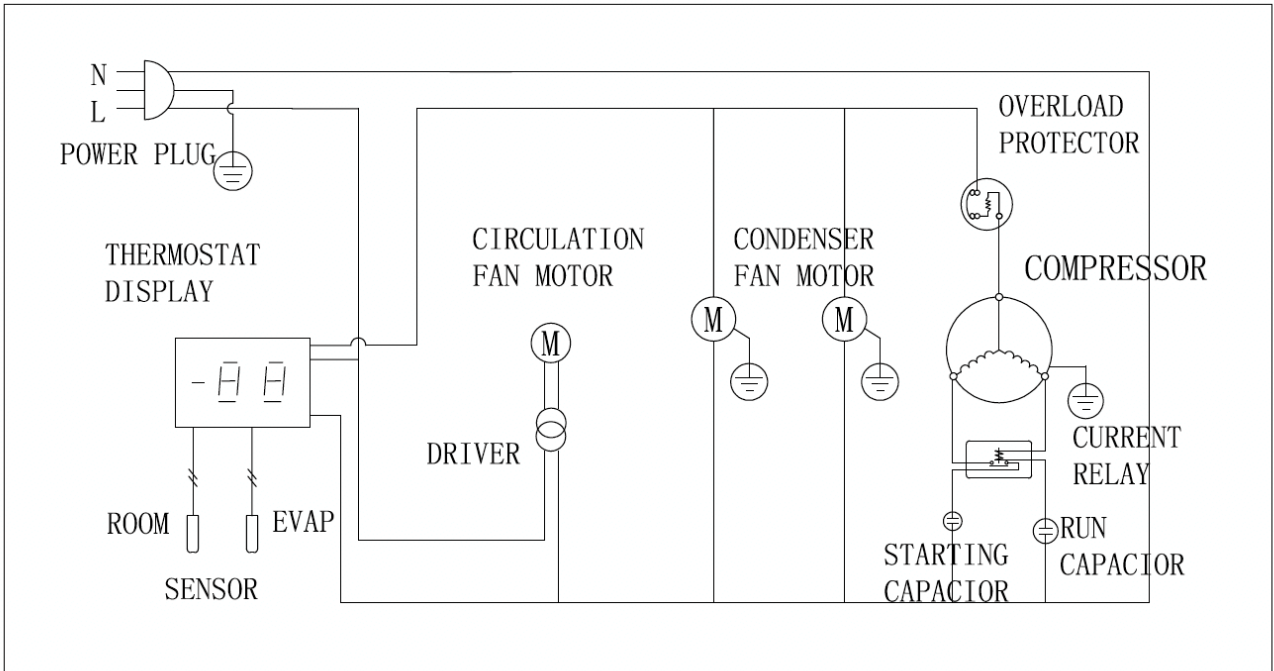 N
L
POWER PLUG
OVERLOAD
PROTECTOR
THERMOSTAT
DISPLAY
CIRCULATION
FAN MOTOR
CONDENSER
FAN MOTOR
COMPRESSOR
M
M
M
-88
DRIVER
CURRENT
RELAY
ROOM
EVAP
SENSOR
STARTING
CAPACIOR
RUN
CAPACIOR